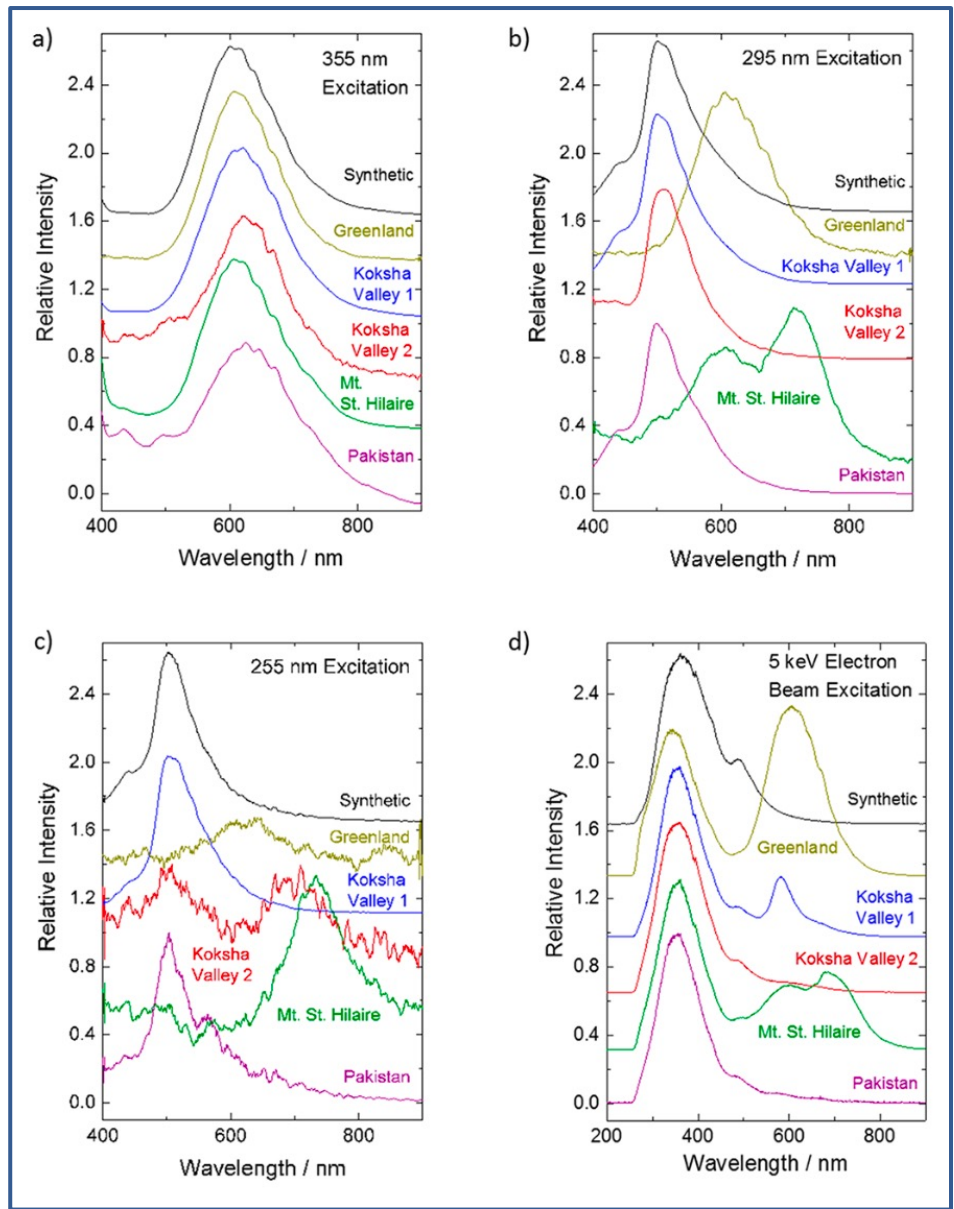 a)
355 nm
Excitation
2.4
2.0
1.6
1.2
0.8
0.4
0.0
Relative Intensity
Synthetic
Greenland
Koksha
Valley 1
Koksha
Valley 2
Mt.
St. Hilaire
Pakistan
400
600
800
Wavelength / nm
b)
295 nm Excitation
2.4
2.0
1.6
1.2
0.8
0.4
0.0
Relative Intensity
Synthetic
Greenland
Koksha Valley 1
Koksha
Valley 2
Mt. St. Hilaire
Pakistan
400
600
800
Wavelength / nm
c)
255 nm Excitation
2.4
2.0
1.6
1.2
0.8
0.4
0.0
Relative Intensity
Synthetic
Greenland
Koksha
Valley 1
Koksha
Valley 2
Mt. St. Hilaire
Pakistan
400
600
800
Wavelength / nm
d)
5 keV Electron
Beam Excitation
2.4
2.0
1.6
1.2
0.8
0.4
0.0
Relative Intensity
Synthetic
Greenland
Koksha
Valley 1
Koksha Valley 2
Mt. St. Hilaire
Pakistan
200
400
600
800
Wavelength / nm